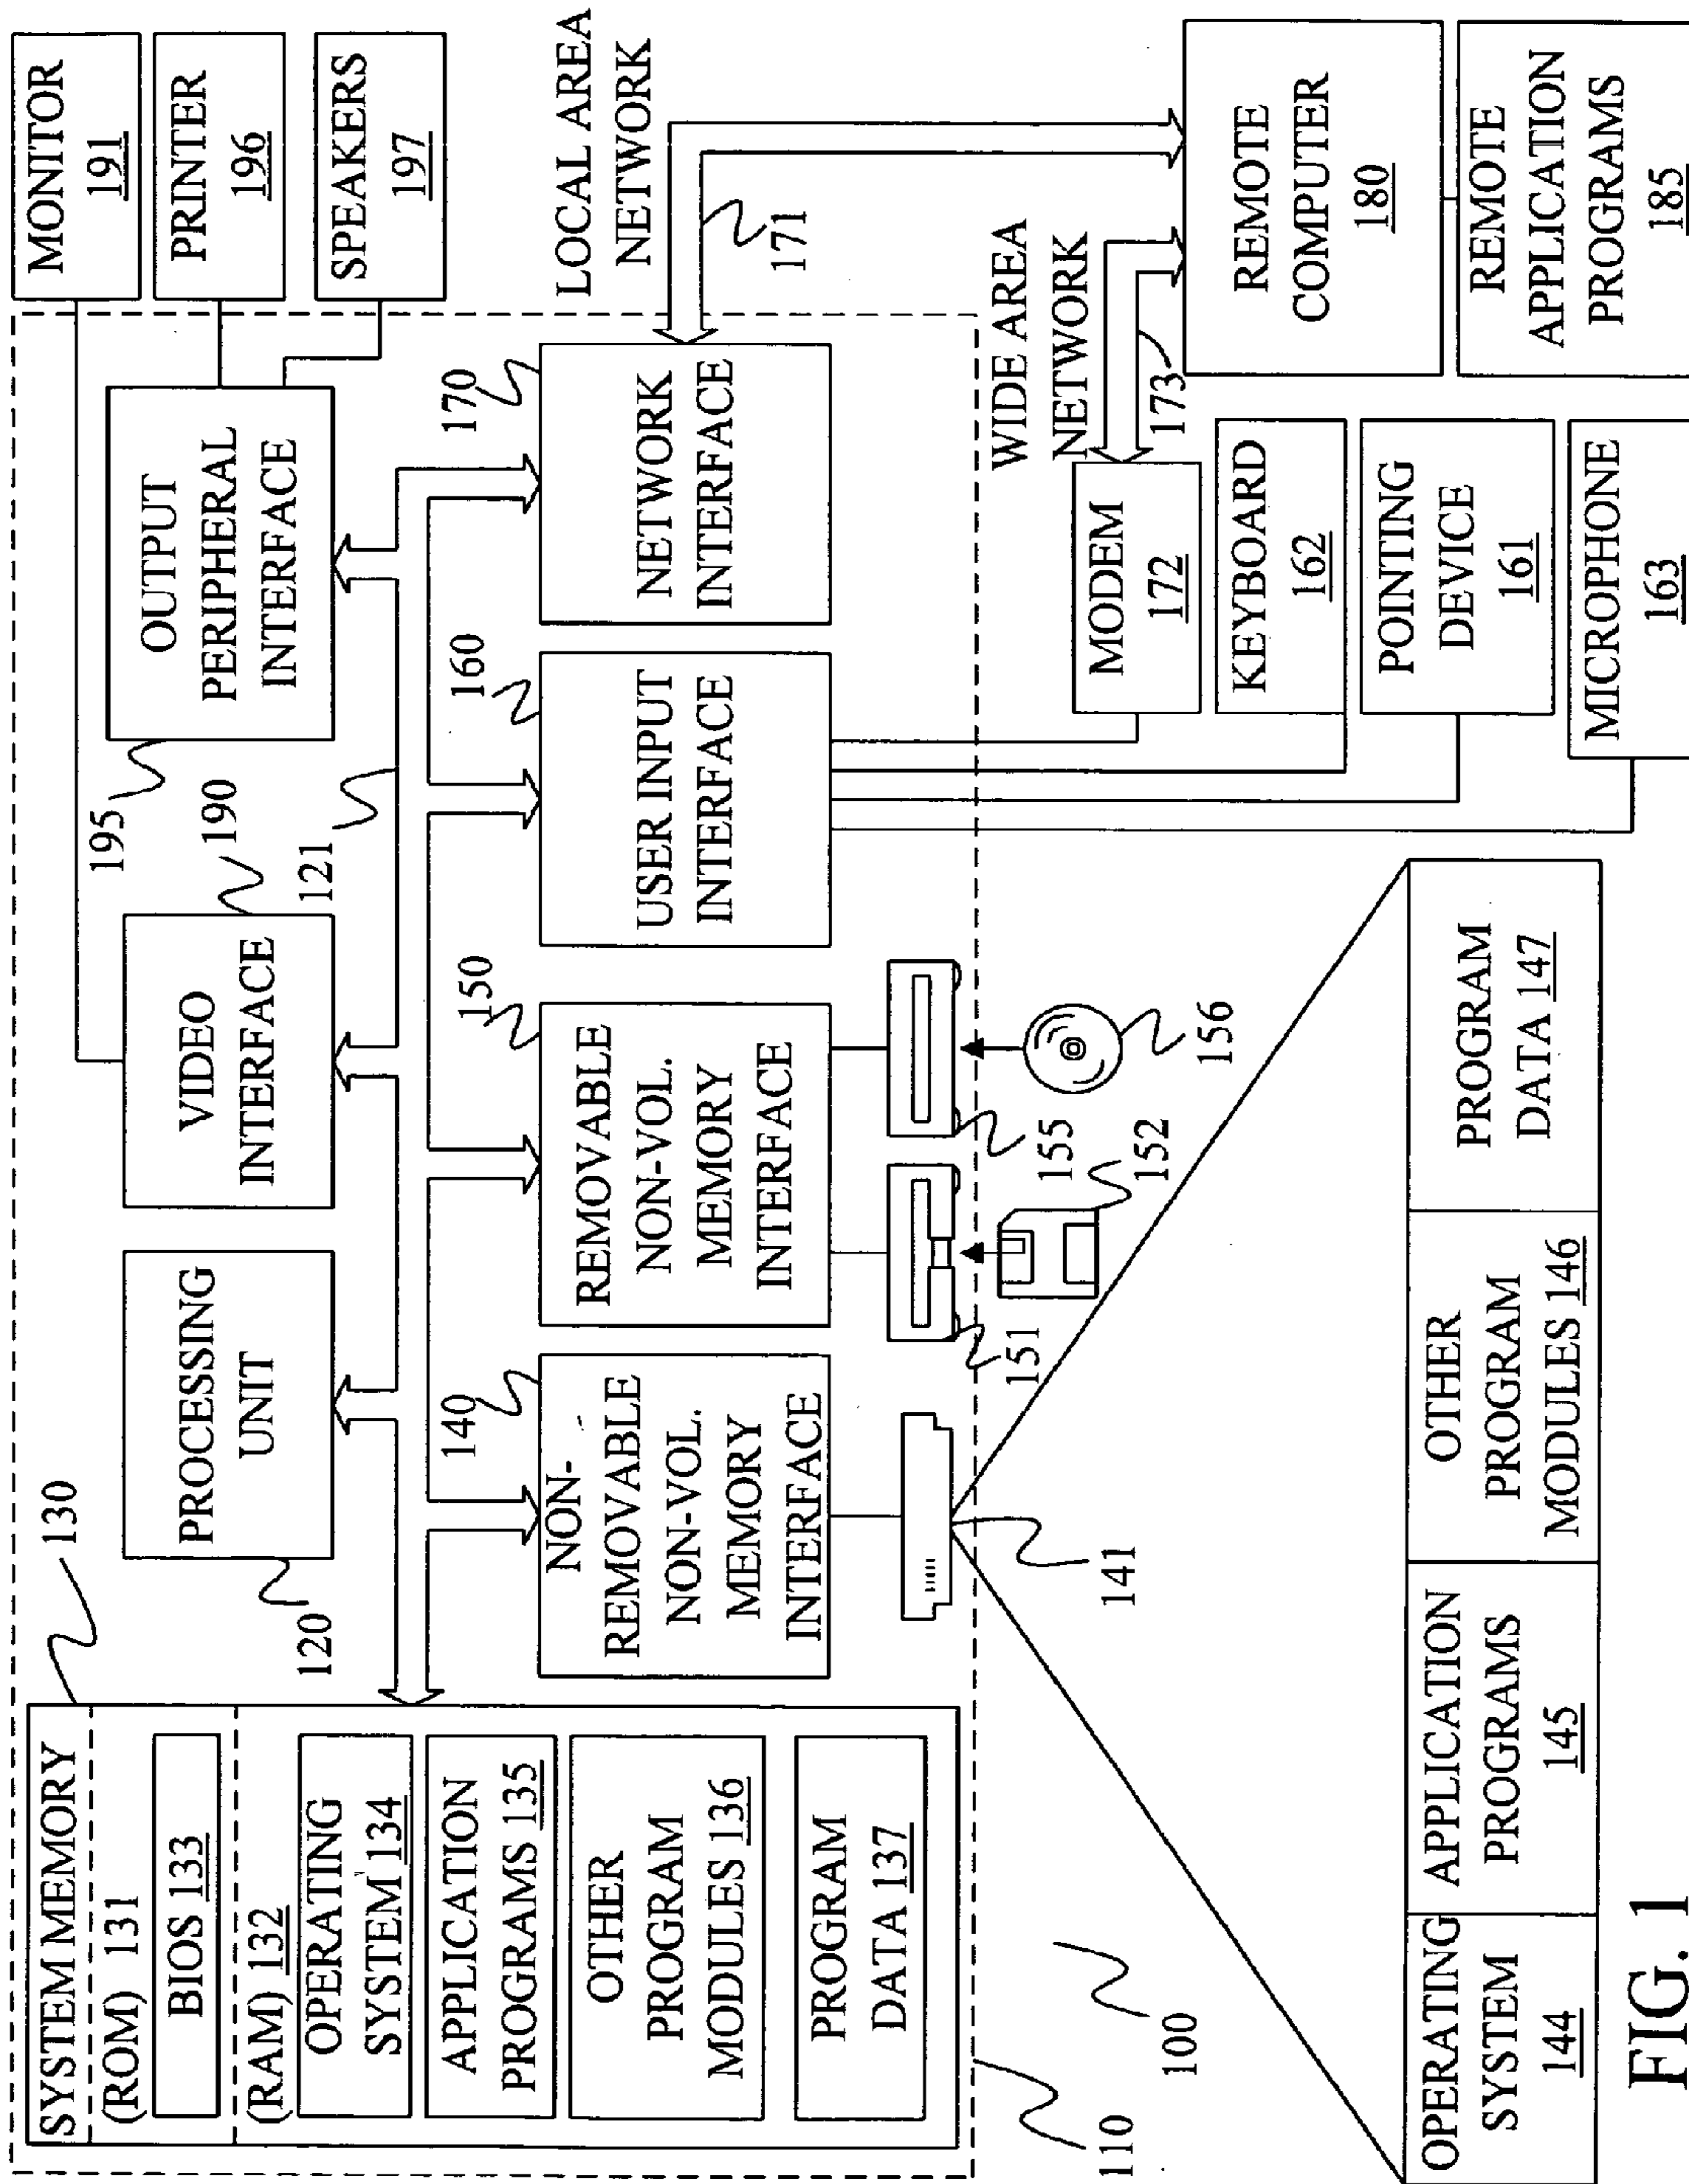 SYSTEM MEMORY
(ROM) 131
BIOS 133
(RAM) 132
OPERATING
SYSTEM 134
APPLICATION
PROGRAMS 135
OTHER
PROGRAM
MODULES 136
PROGRAM
DATA 137
130
PROCESSING
UNIT
120
VIDEO
INTERFACE
190
121
OUTPUT
PERIPHERAL
INTERFACE
195
MONITOR
191
PRINTER
196
SPEAKERS
197
NON-
REMOVABLE
NON-VOL.
MEMORY
INTERFACE
140
REMOVABLE
NON-VOL.
MEMORY
INTERFACE
150
USER INPUT
INTERFACE
160
NETWORK
INTERFACE
170
LOCAL AREA
NETWORK
171
141
151
155
152
156
WIDE AREA
NETWORK
173
MODEM
172
KEYBOARD
162
POINTING
DEVICE
161
MICROPHONE
163
REMOTE
COMPUTER
180
REMOTE
APPLICATION
PROGRAMS
185
110
100
OPERATING
SYSTEM
144
APPLICATION
PROGRAMS
145
OTHER
PROGRAM
MODULES 146
PROGRAM
DATA 147
FIG. 1